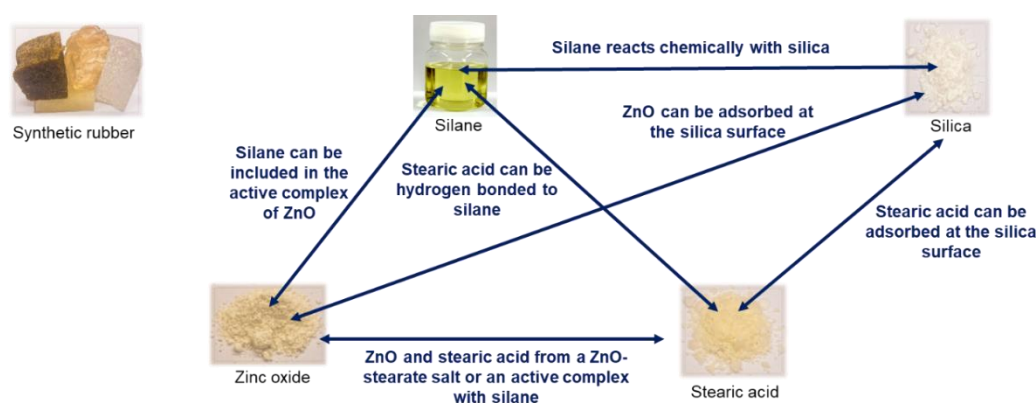 Synthetic rubber
Silane
Silane reacts chemically with silica
Silica
ZnO can be adsorbed at
the silica surface
Silane can be
included in the
active complex
of ZnO
Stearic acid can be
hydrogen bonded to
silane
Stearic acid can be
adsorbed at the silica
surface
Zinc oxide
ZnO and stearic acid from a ZnO-
stearate salt or an active complex
with silane
Stearic acid